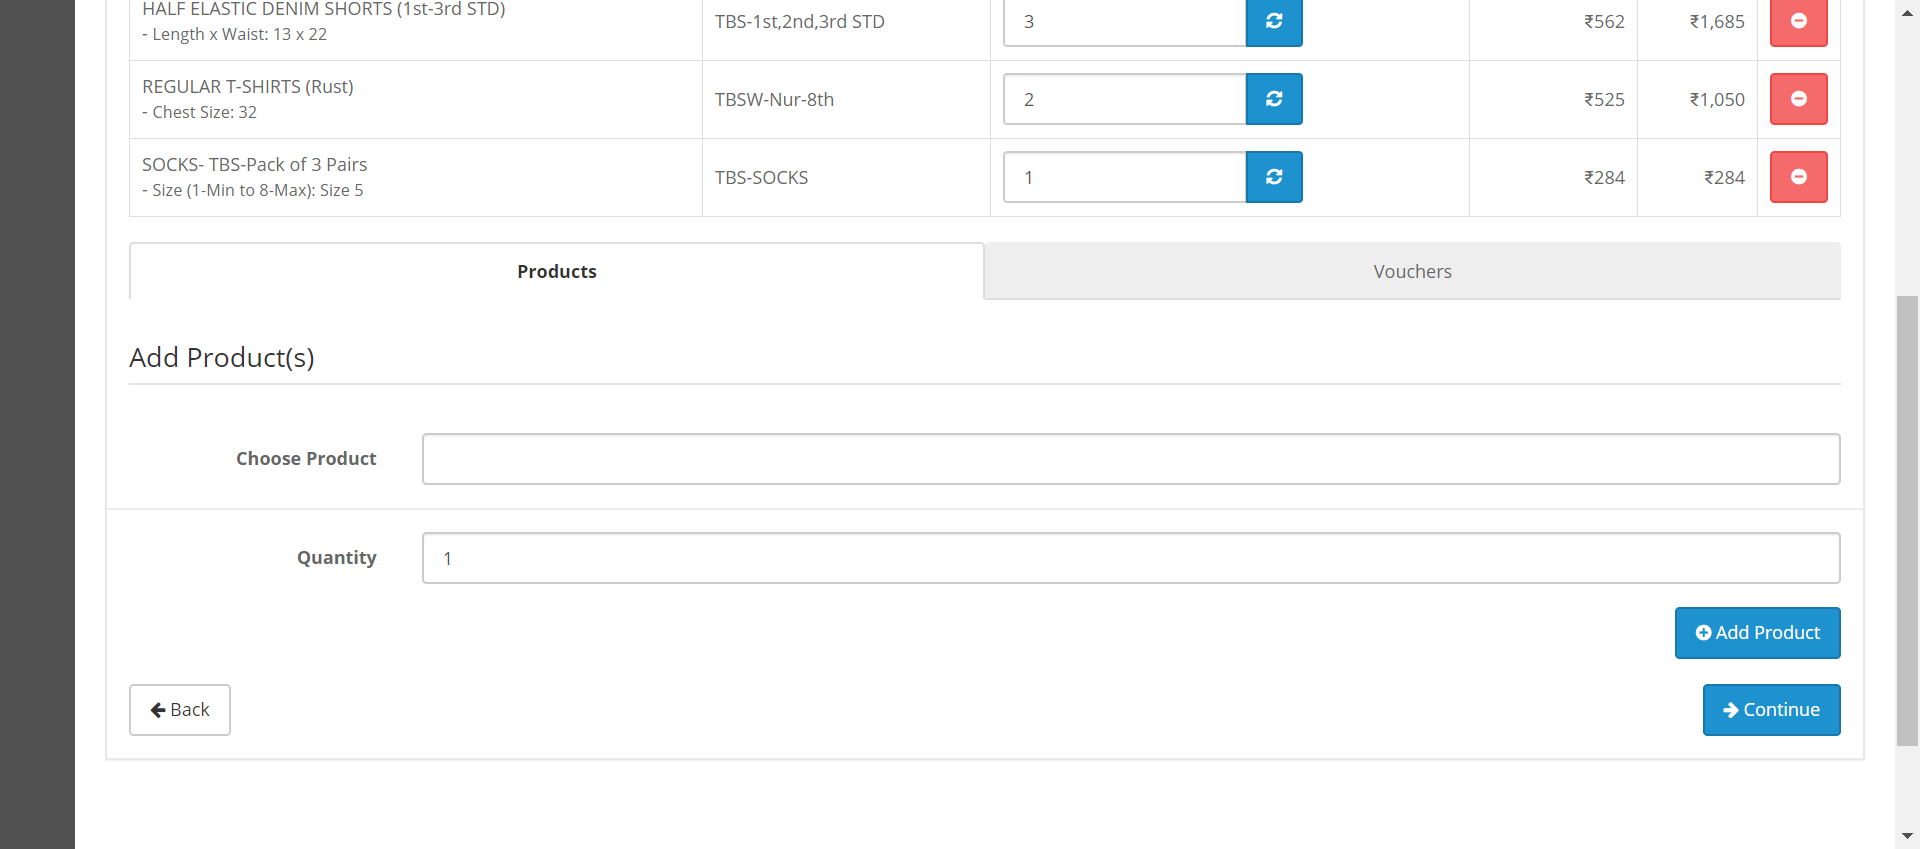 HALF ELASTIC DENIM SHORTS (1st-3rd STD)
- Length x Waist: 13 x 22
TBS-1st,2nd,3rd STD
3
₹562
₹1,685
REGULAR T-SHIRTS (Rust)
- Chest Size: 32
TBSW-Nur-8th
2
₹525
₹1,050
SOCKS- TBS-Pack of 3 Pairs
- Size (1-Min to 8-Max): Size 5
TBS-SOCKS
1
₹284
₹284
Products
Vouchers
Add Product(s)
Choose Product
Quantity
1
Add Product
Back
Continue